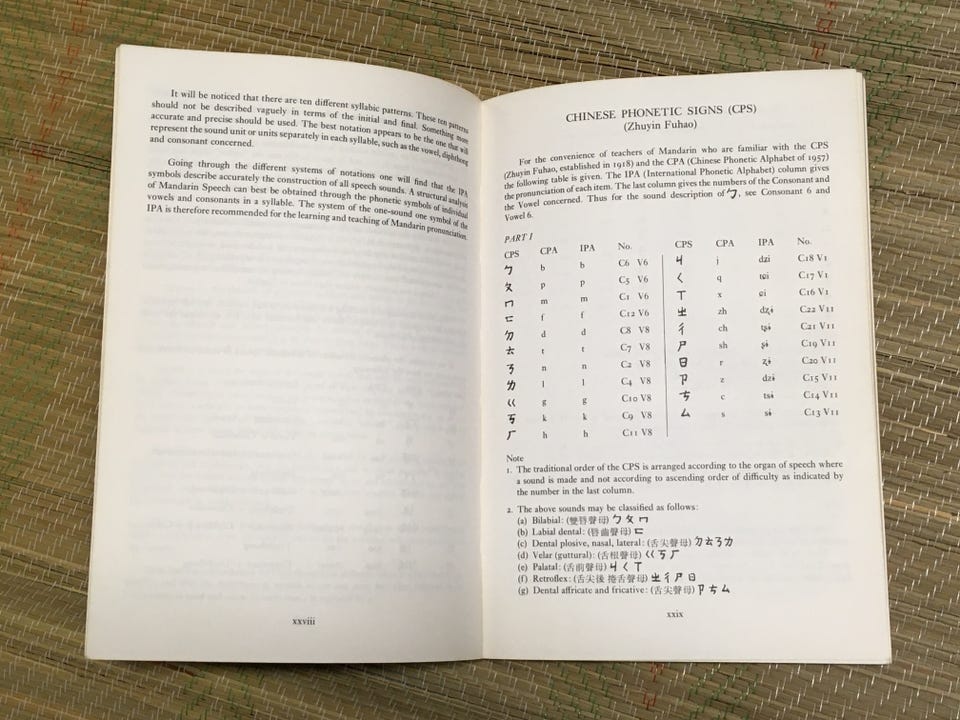 It will be noticed that there are ten different syllabic patterns. These ten patterns
should not be described vaguely in terms of the initial and final. Something more
accurate and precise should be used. The best notation appears to be the one that will
represent the sound unit or units separately in each syllable, such as the vowel, diphthong
and consonant concerned.
Going through the different systems of notations one will find that the IPA
symbols describe accurately the construction of all speech sounds. A structural analysis
of Mandarin Speech can best be obtained through the phonetic symbols of individual
vowels and consonants in a syllable. The system of the one-sound one symbol of the
IPA is therefore recommended for the learning and teaching of Mandarin pronunciation.
xxviii
CHINESE PHONETIC SIGNS (CPS)
(Zhuyin Fuhao)
For the convenience of teachers of Mandarin who are familiar with the CPS
(Zhuyin Fuhao, established in 1918) and the CPA (Chinese Phonetic Alphabet of 1957)
the following table is given. The IPA (International Phonetic Alphabet) column gives
the pronunciation of each item. The last column gives the numbers of the Consonant and
the Vowel concerned. Thus for the sound description of ㄅ, see Consonant 6 and
Vowel 6.
PART I
CPS CPA IPA No. CPS CPA IPA No.
ㄅ b b C6 V6 ㄐ j dʑi C18 V1
ㄆ p p C5 V6 ㄑ q tɕi C17 V1
ㄇ m m C1 V6 ㄒ x ɕi C16 V1
ㄈ f f C12 V6 ㄓ zh dʐɨ C22 V11
ㄉ d d C8 V8 ㄔ ch tʂɨ C21 V11
ㄊ t t C7 V8 ㄕ sh ʂɨ C19 V11
ㄋ n n C2 V8 ㄖ r ʐɨ C20 V11
ㄌ l l C4 V8 ㄗ z dzɨ C15 V11
ㄍ g g C10 V8 ㄘ c tsɨ C14 V11
ㄎ k k C9 V8 ㄙ s sɨ C13 V11
ㄏ h h C11 V8
Note
1. The traditional order of the CPS is arranged according to the organ of speech where
a sound is made and not according to ascending order of difficulty as indicated by
the number in the last column.
2. The above sounds may be classified as follows:
(a) Bilabial: (雙唇聲母) ㄅㄆㄇ
(b) Labial dental: (唇齒聲母) ㄈ
(c) Dental plosive, nasal, lateral: (舌尖聲母) ㄉㄊㄋㄌ
(d) Velar (guttural): (舌根聲母) ㄍㄎㄏ
(e) Palatal: (舌前聲母) ㄐㄑㄒ
(f) Retroflex: (舌尖後 捲舌聲母) ㄓㄔㄕㄖ
(g) Dental affricate and fricative: (舌尖聲母) ㄗㄘㄙ
xxix